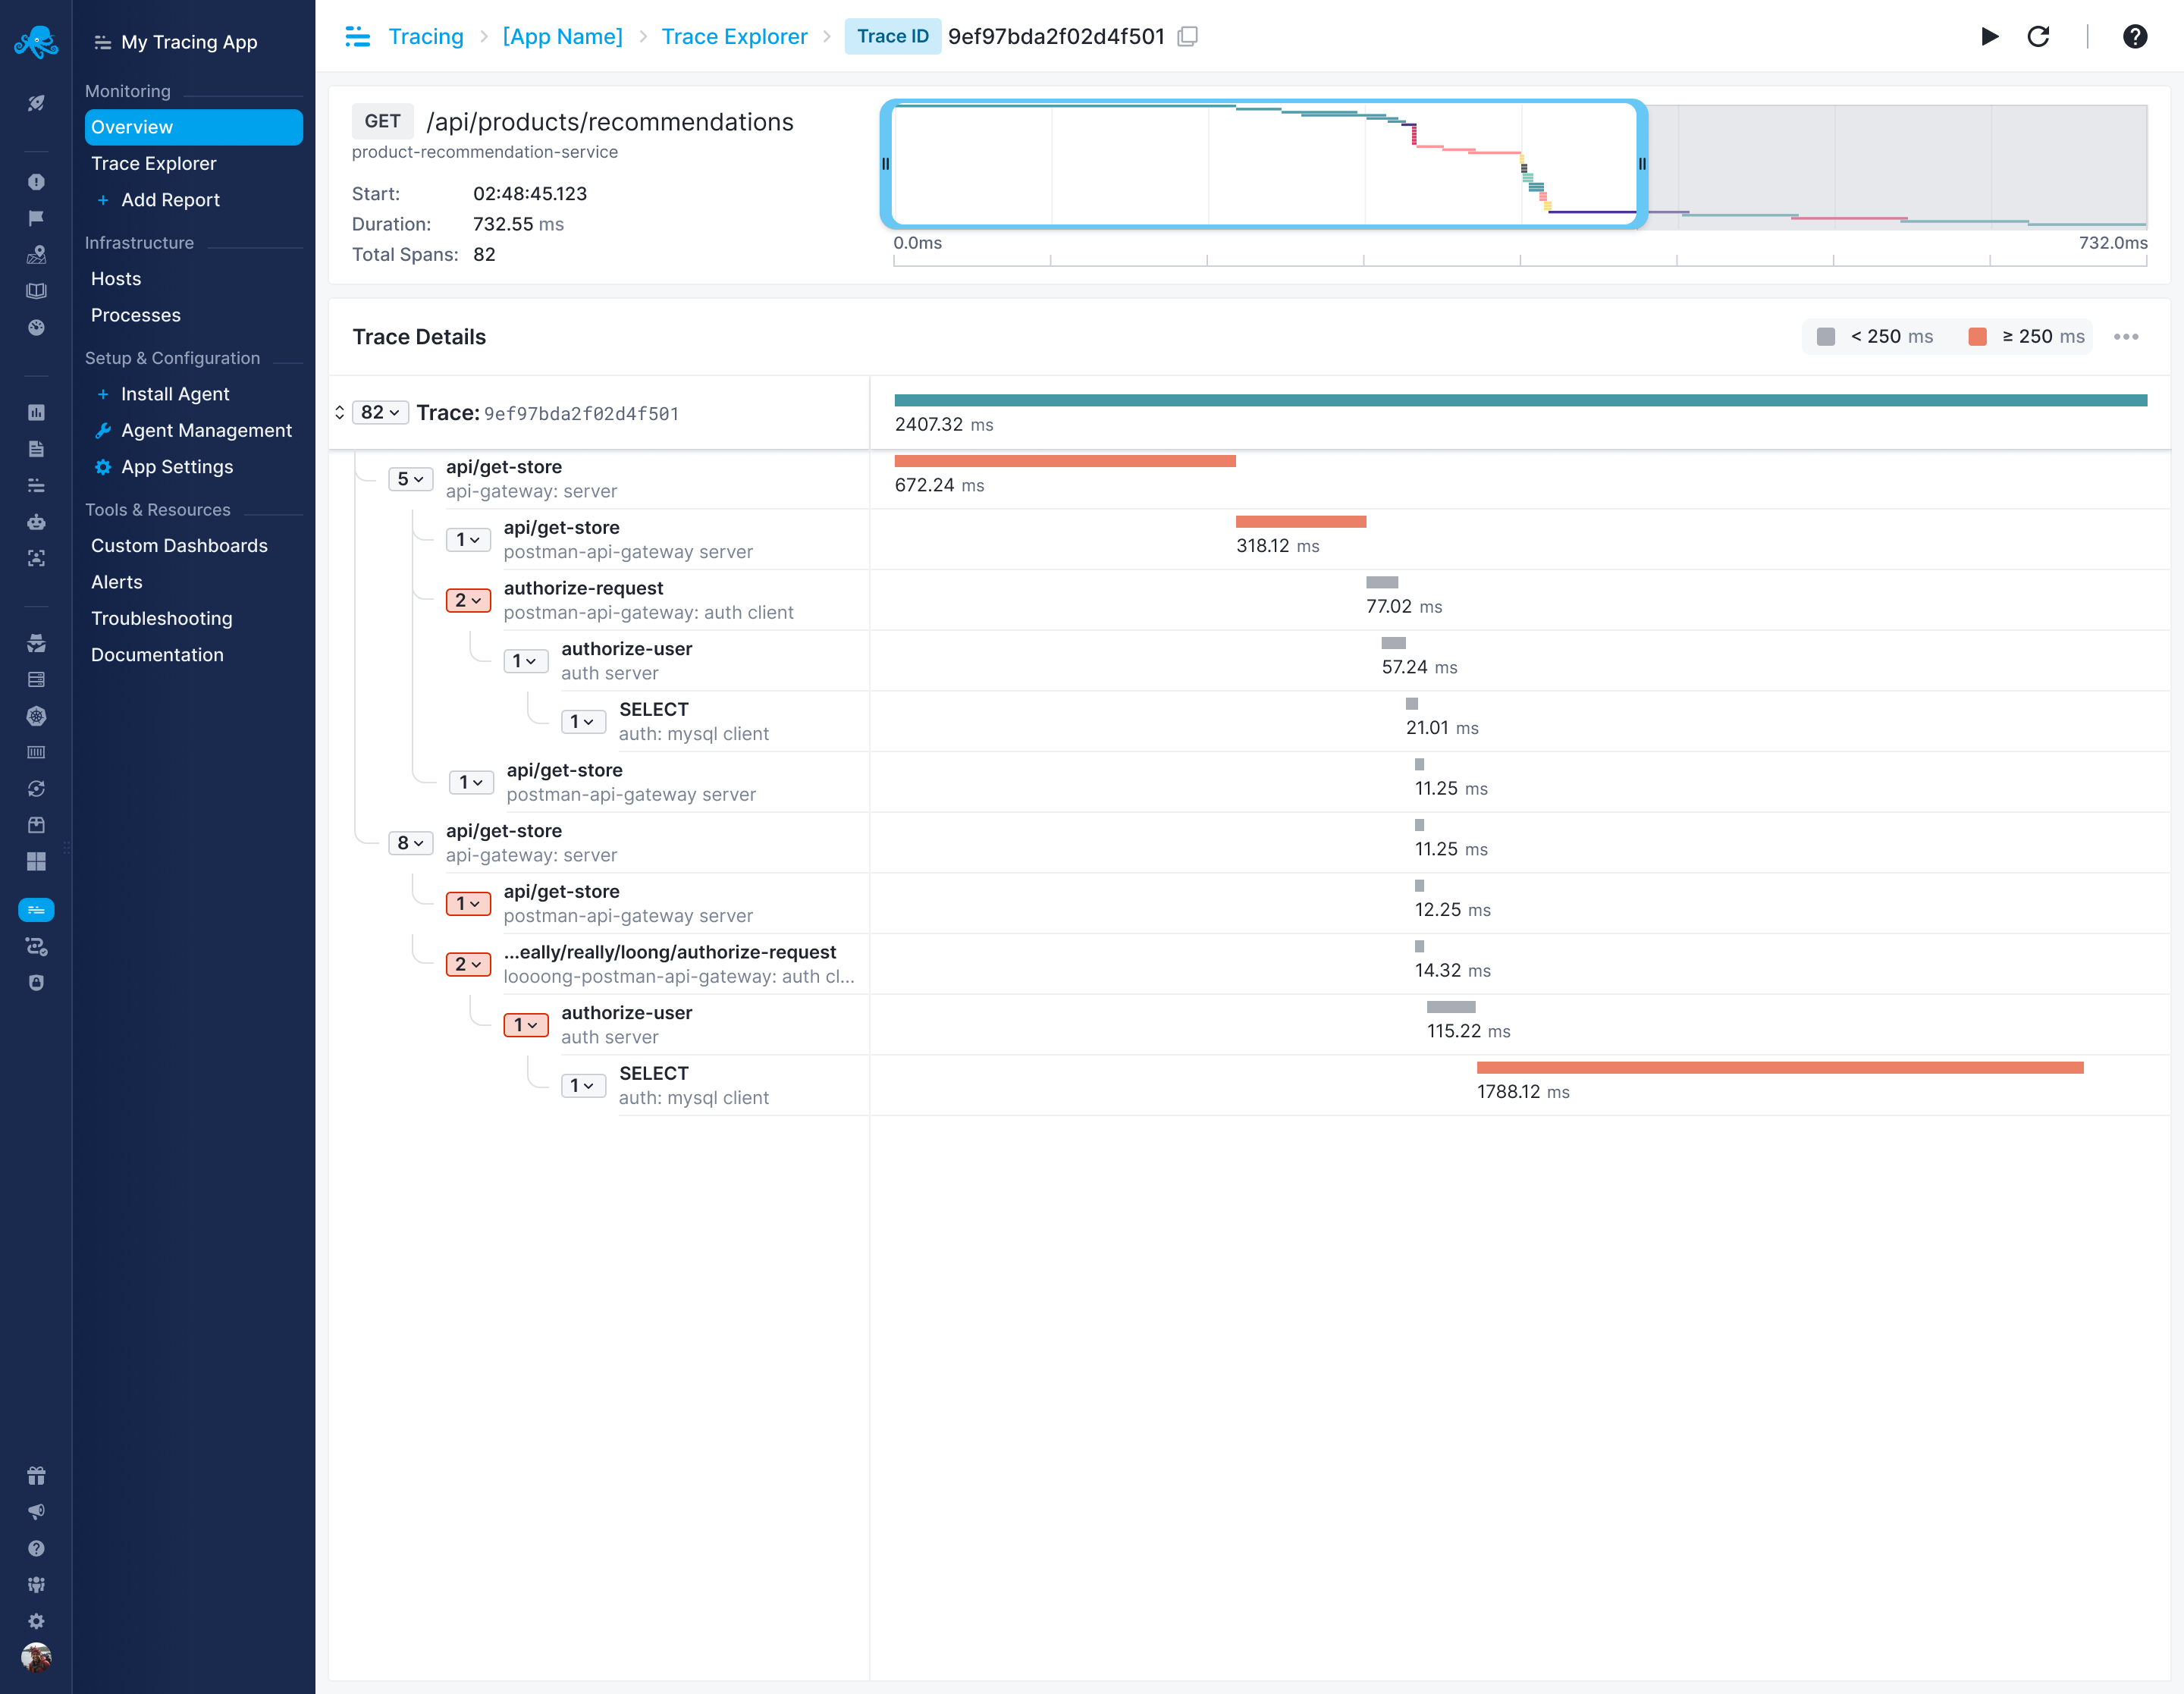 My Tracing App
Monitoring
Overview
Trace Explorer
+ Add Report
Infrastructure
Hosts
Processes
Setup & Configuration
+ Install Agent
Agent Management
App Settings
Tools & Resources
Custom Dashboards
Alerts
Troubleshooting
Documentation
Tracing > [App Name] > Trace Explorer > Trace ID 9ef97bda2f02d4f501
GET /api/products/recommendations
product-recommendation-service
Start: 02:48:45.123
Duration: 732.55 ms
Total Spans: 82
0.0ms 732.0ms
Trace Details < 250 ms ≥ 250 ms
82 Trace: 9ef97bda2f02d4f501
2407.32 ms
5 api/get-store
api-gateway: server
672.24 ms
1 api/get-store
postman-api-gateway server
318.12 ms
2 authorize-request
postman-api-gateway: auth client
77.02 ms
1 authorize-user
auth server
57.24 ms
1 SELECT
auth: mysql client
21.01 ms
1 api/get-store
postman-api-gateway server
11.25 ms
8 api/get-store
api-gateway: server
11.25 ms
1 api/get-store
postman-api-gateway server
12.25 ms
2 ...eally/really/loong/authorize-request
loooong-postman-api-gateway: auth cl...
14.32 ms
1 authorize-user
auth server
115.22 ms
1 SELECT
auth: mysql client
1788.12 ms